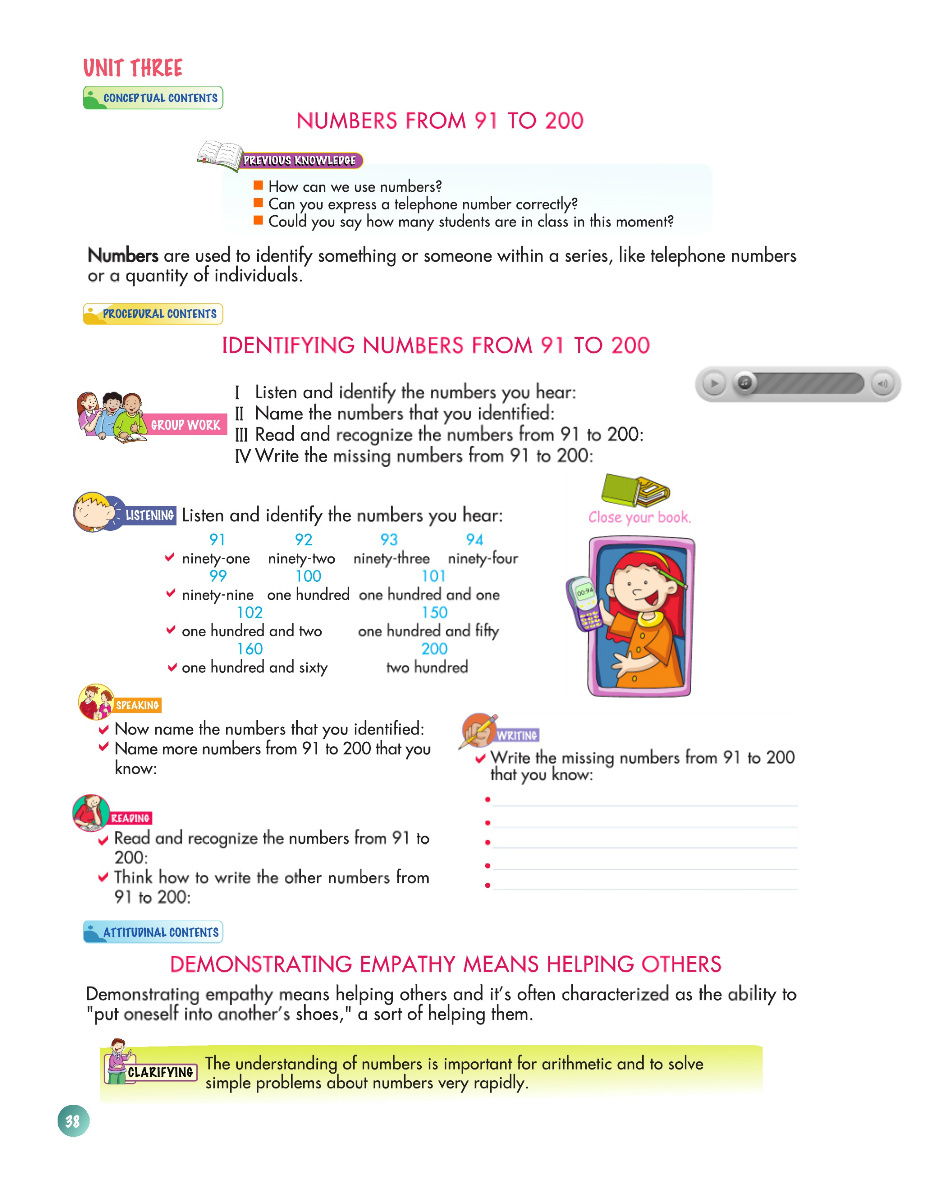 UNIT THREE
CONCEPTUAL CONTENTS
NUMBERS FROM 91 TO 200
PREVIOUS KNOWLEDGE
How can we use numbers?
Can you express a telephone number correctly?
Could you say how many students are in class in this moment?
Numbers are used to identify something or someone within a series, like telephone numbers
or a quantity of individuals.
PROCEDURAL CONTENTS
IDENTIFYING NUMBERS FROM 91 TO 200
GROUP WORK
I Listen and identify the numbers you hear:
II Name the numbers that you identified:
III Read and recognize the numbers from 91 to 200:
IV Write the missing numbers from 91 to 200:
LISTENING Listen and identify the numbers you hear:
91 92 93 94
ninety-one ninety-two ninety-three ninety-four
99 100 101
ninety-nine one hundred one hundred and one
102 150
one hundred and two one hundred and fifty
160 200
one hundred and sixty two hundred
Close your book.
00:94
SPEAKING
Now name the numbers that you identified:
Name more numbers from 91 to 200 that you
know:
READING
Read and recognize the numbers from 91 to
200:
Think how to write the other numbers from
91 to 200:
WRITING
Write the missing numbers from 91 to 200
that you know:
ATTITUDINAL CONTENTS
DEMONSTRATING EMPATHY MEANS HELPING OTHERS
Demonstrating empathy means helping others and it's often characterized as the ability to
"put oneself into another's shoes," a sort of helping them.
CLARIFYING
The understanding of numbers is important for arithmetic and to solve
simple problems about numbers very rapidly.
38